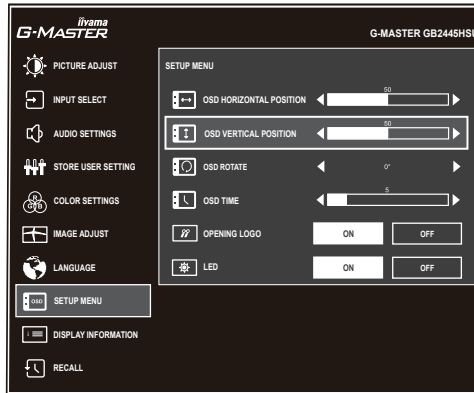 iiyama
G-MASTER
G-MASTER GB2445HSU
PICTURE ADJUST
INPUT SELECT
AUDIO SETTINGS
STORE USER SETTING
COLOR SETTINGS
R
G B
IMAGE ADJUST
LANGUAGE
OSD SETUP MENU
i DISPLAY INFORMATION
RECALL
SETUP MENU
50
OSD HORIZONTAL POSITION
50
OSD VERTICAL POSITION
OSD ROTATE 0°
5
OSD TIME
OPENING LOGO ON OFF
LED ON OFF